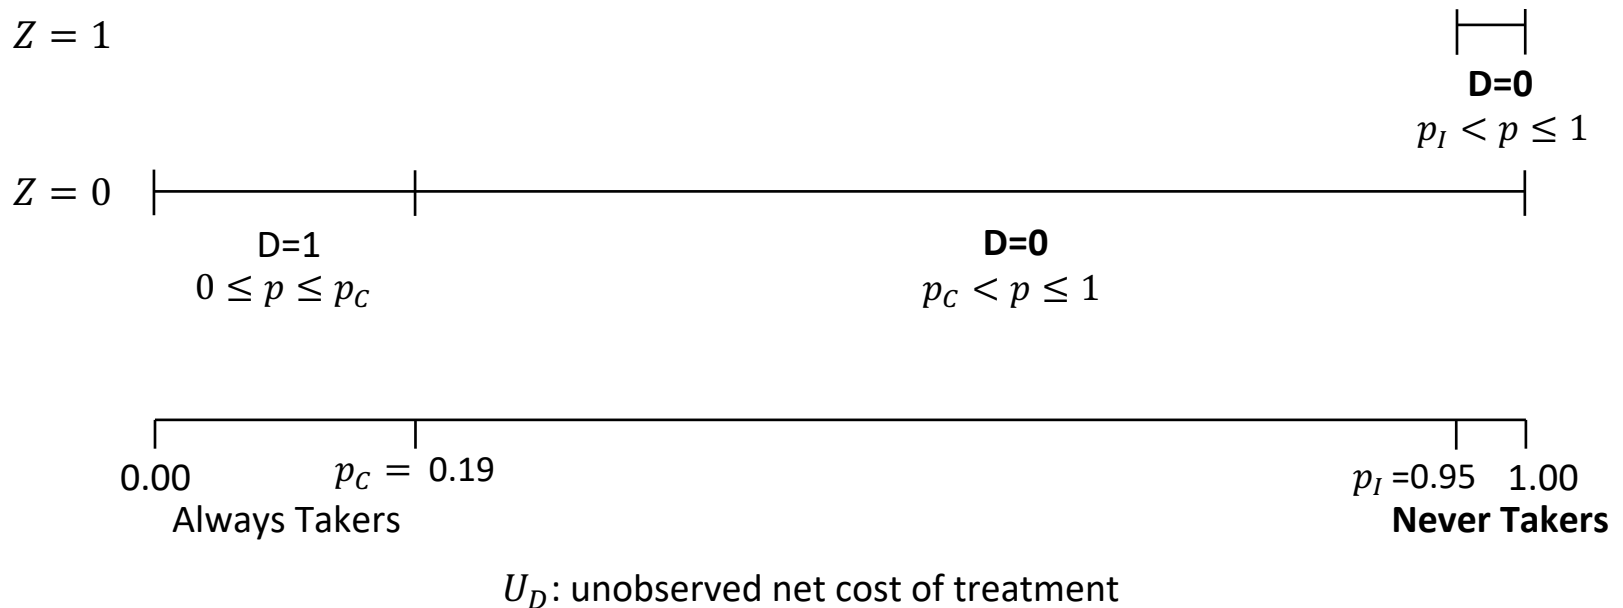 Z = 1
D=0
p_I < p ≤ 1
Z = 0
D=1
D=0
0 ≤ p ≤ p_C
p_C < p ≤ 1
0.00
p_C = 0.19
p_I =0.95
1.00
Always Takers
Never Takers
U_D: unobserved net cost of treatment